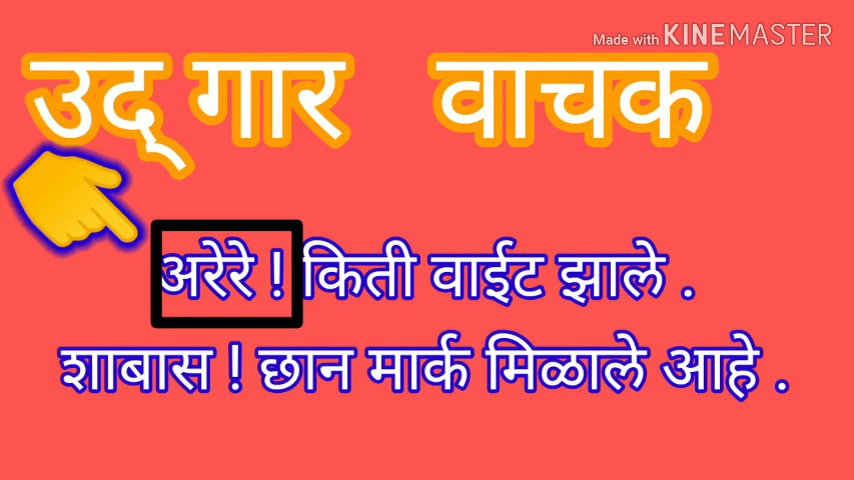 Made with KINEMASTER
उद् गार वाचक
अरेरे ! किती वाईट झाले .
शाबास ! छान मार्क मिळाले आहे .